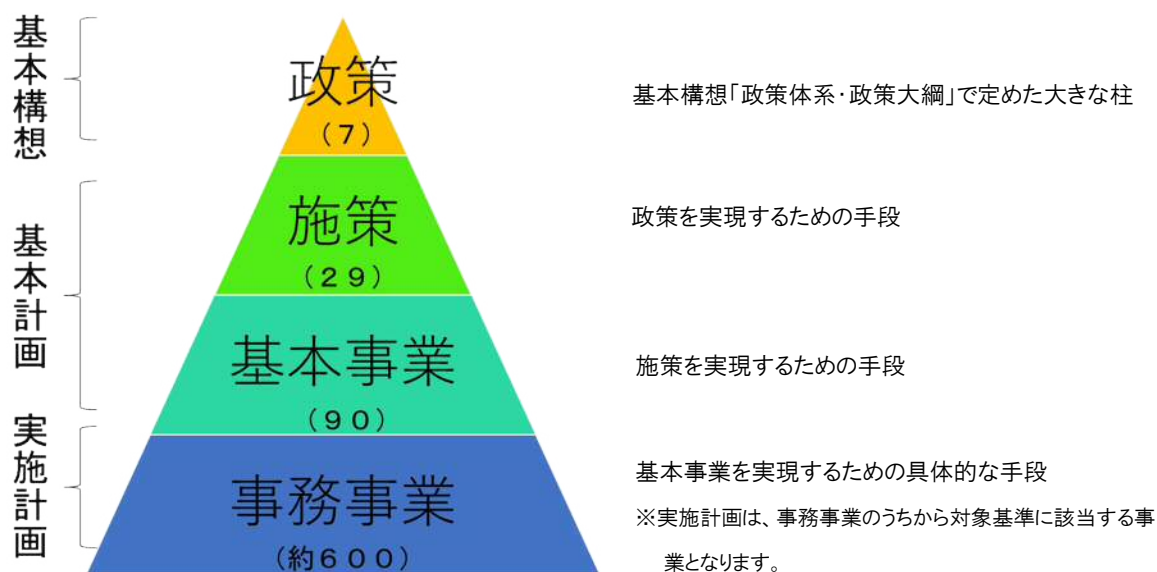 基本構想
政策
（７）
基本構想「政策体系・政策大綱」で定めた大きな柱
基本計画
施策
（２９）
政策を実現するための手段
基本事業
（９０）
施策を実現するための手段
実施計画
事務事業
（約６００）
基本事業を実現するための具体的な手段
※実施計画は、事務事業のうちから対象基準に該当する事
業となります。